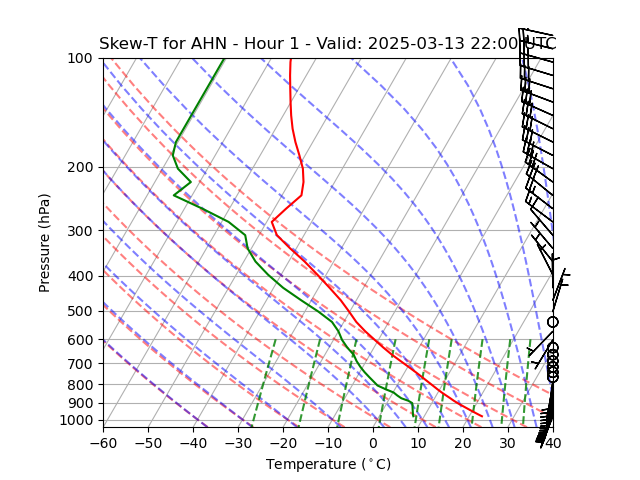 Skew-T for AHN - Hour 1 - Valid: 2025-03-13 22:00 UTC
100
200
300
400
500
600
700
800
900
1000
Pressure (hPa)
−60 −50 −40 −30 −20 −10 0 10 20 30 40
Temperature (°C)